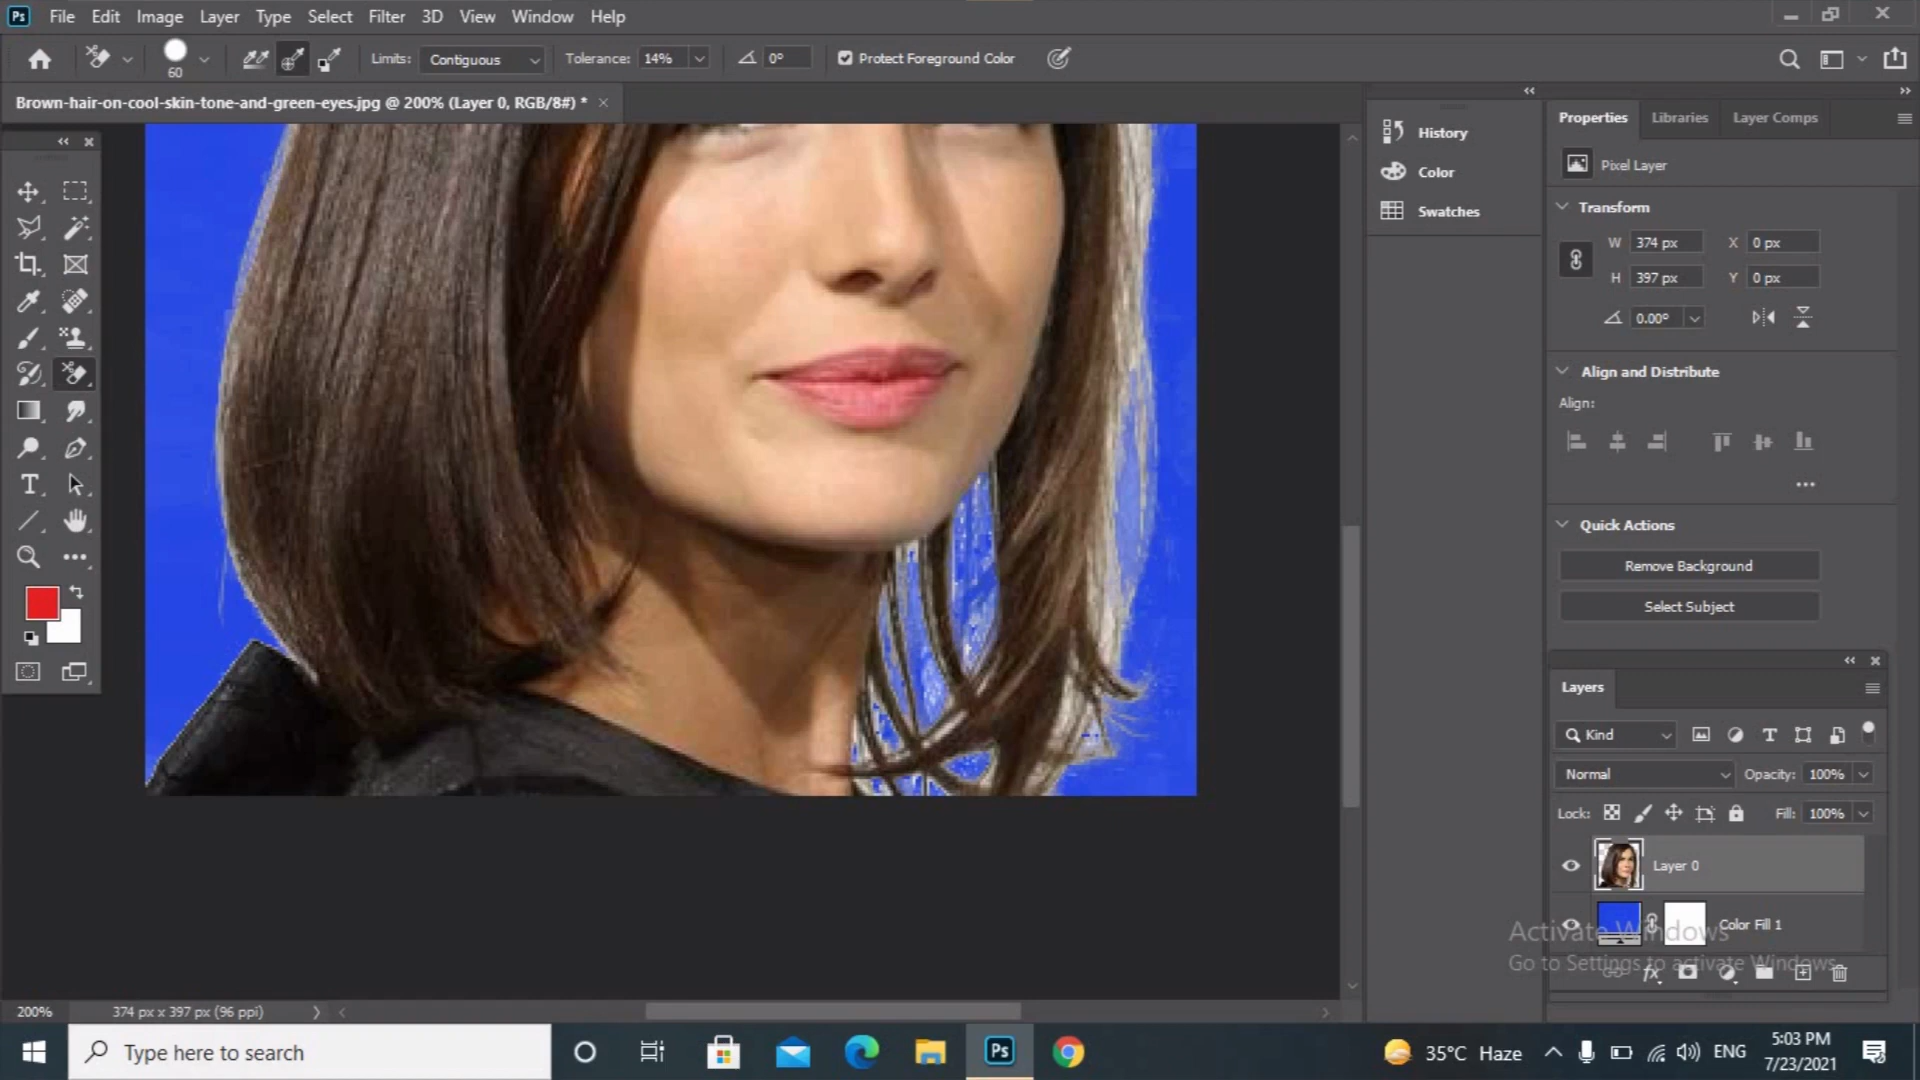 Ps File Edit Image Layer Type Select Filter 3D View Window Help
60 Limits: Contiguous Tolerance: 14% 0° Protect Foreground Color
Brown-hair-on-cool-skin-tone-and-green-eyes.jpg @ 200% (Layer 0, RGB/8#) *
History
Color
Swatches
Properties Libraries Layer Comps
Pixel Layer
Transform
W 374 px X 0 px
H 397 px Y 0 px
0.00°
Align and Distribute
Align:
Quick Actions
Remove Background
Select Subject
Layers
Kind
Normal Opacity: 100%
Lock: Fill: 100%
Layer 0
Color Fill 1
Activate Windows
Go to Settings to activate Windows.
200% 374 px x 397 px (96 ppi)
Type here to search
Ps
35°C Haze
ENG
5:03 PM
7/23/2021